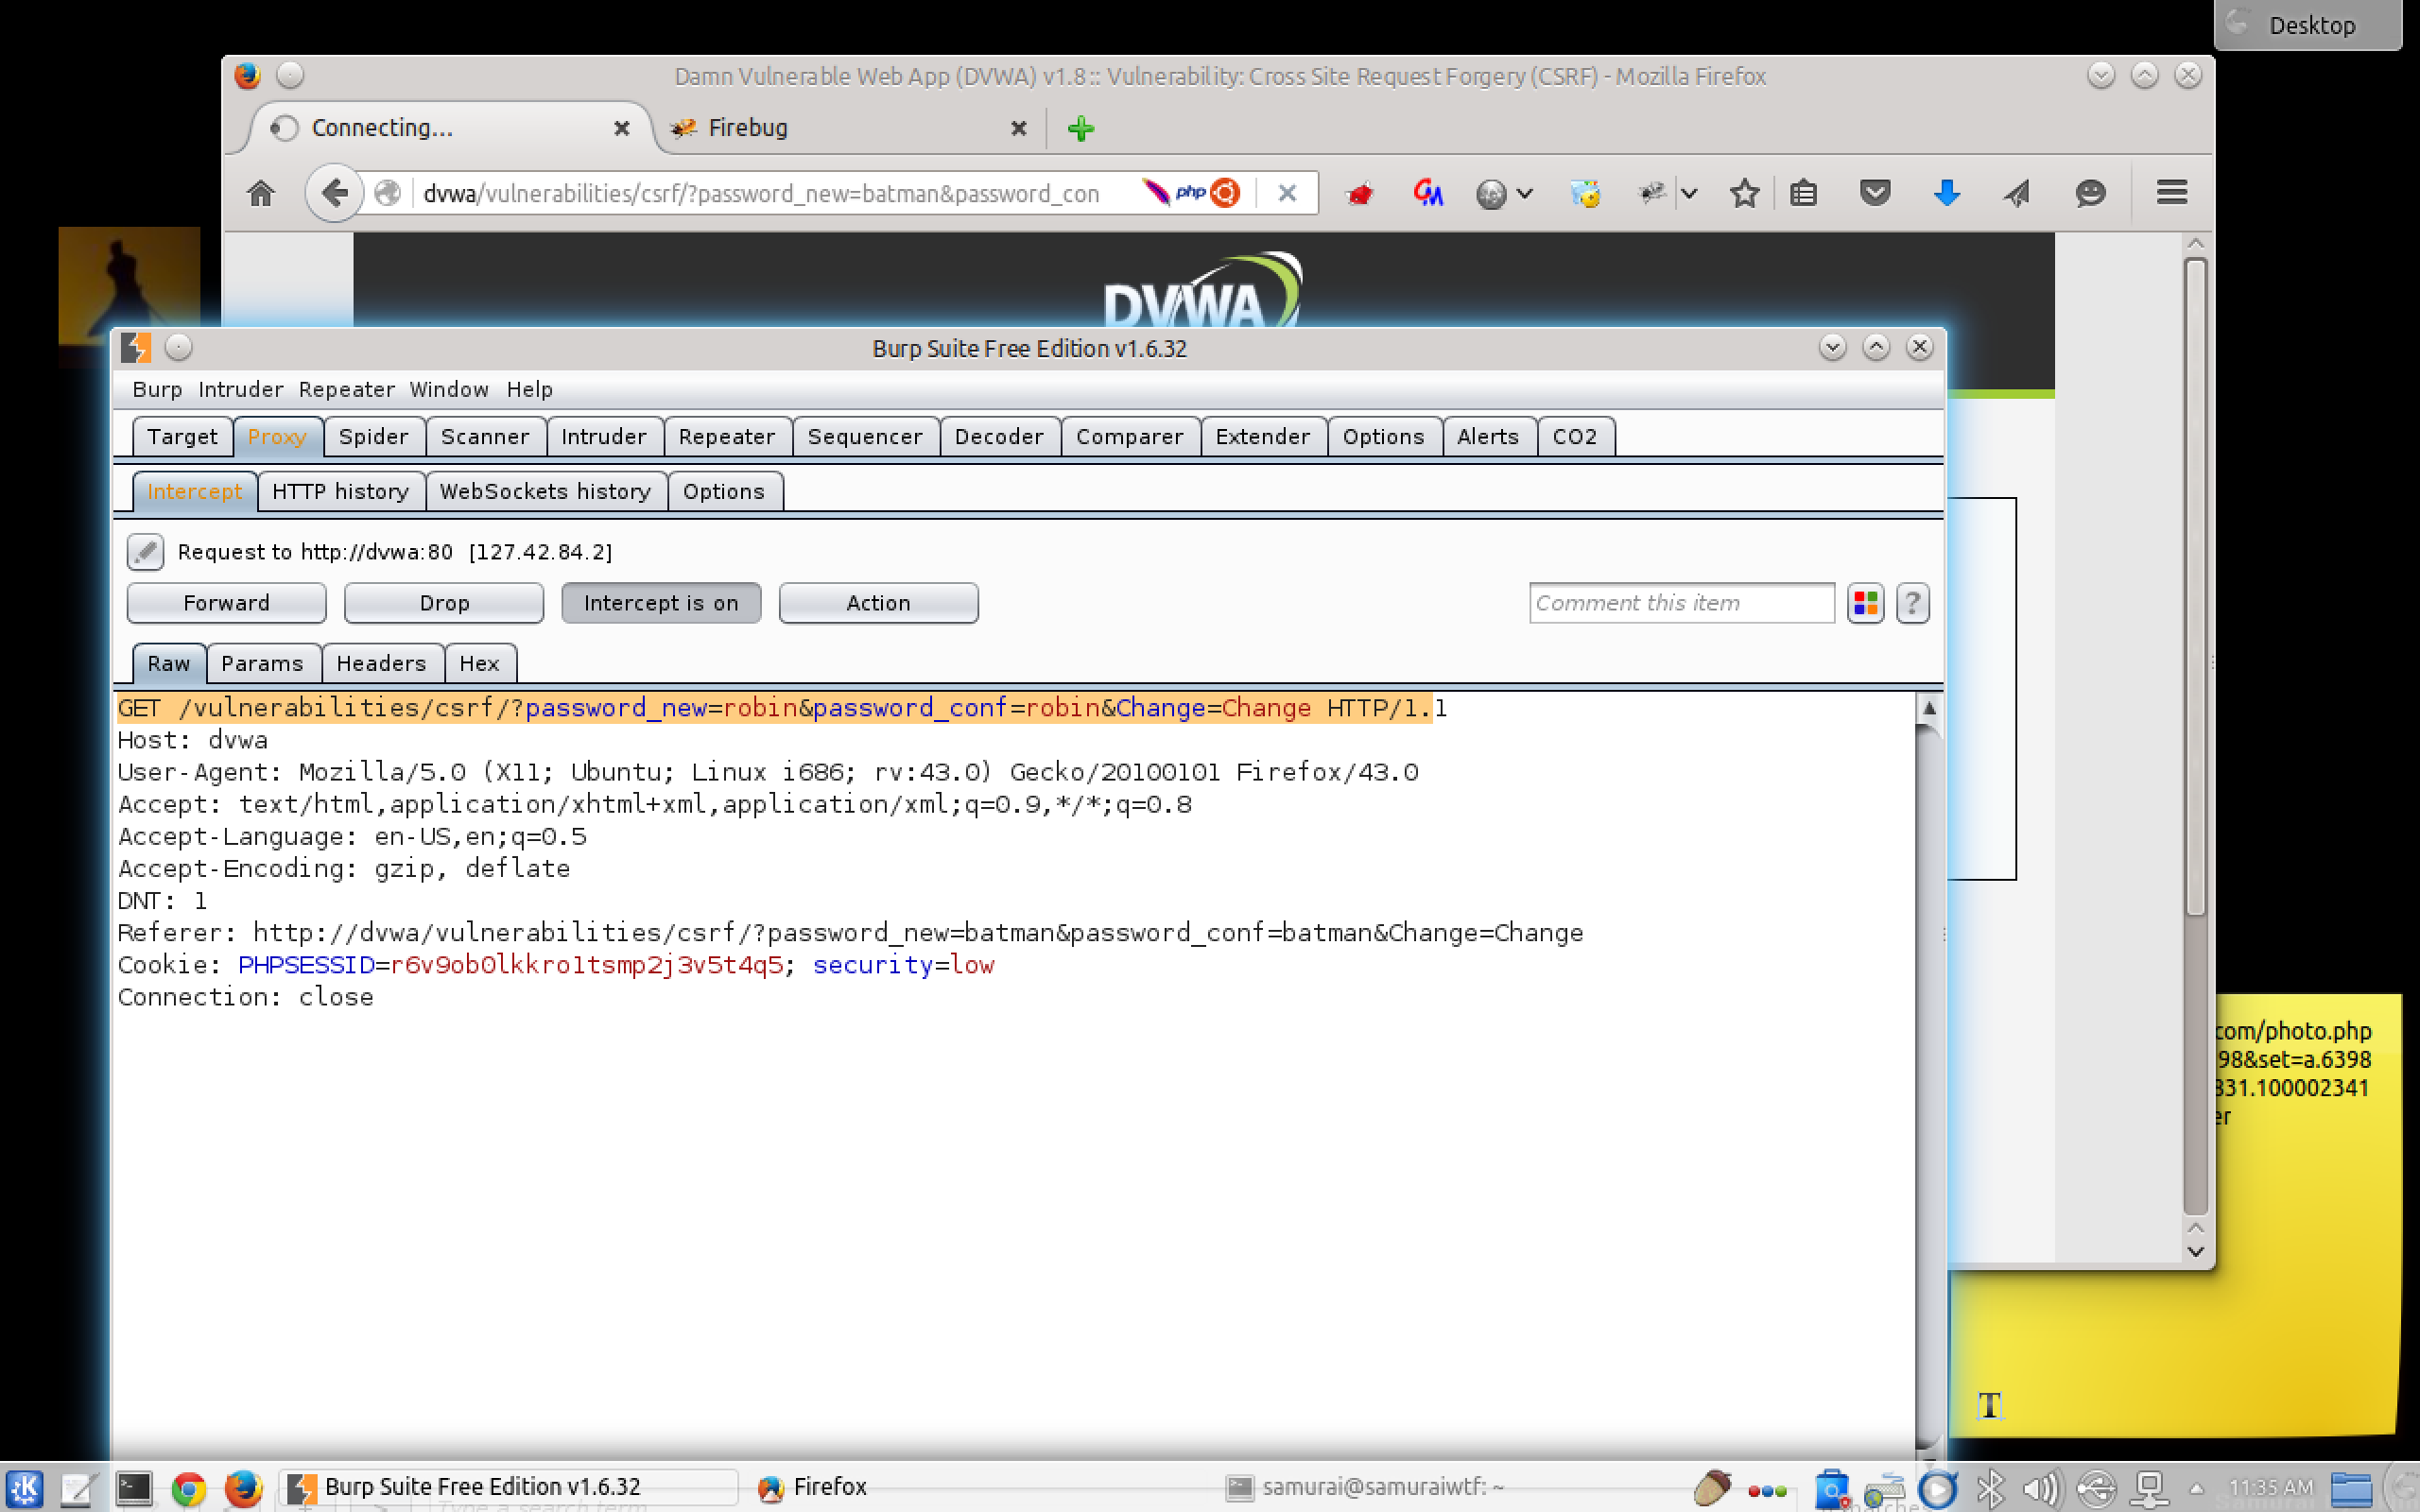 Desktop
Damn Vulnerable Web App (DVWA) v1.8 :: Vulnerability: Cross Site Request Forgery (CSRF) - Mozilla Firefox
Connecting... Firebug
dvwa/vulnerabilities/csrf/?password_new=batman&password_con php
DVWA
Burp Suite Free Edition v1.6.32
Burp Intruder Repeater Window Help
Target Proxy Spider Scanner Intruder Repeater Sequencer Decoder Comparer Extender Options Alerts CO2
Intercept HTTP history WebSockets history Options
Request to http://dvwa:80 [127.42.84.2]
Forward Drop Intercept is on Action Comment this item ?
Raw Params Headers Hex
GET /vulnerabilities/csrf/?password_new=robin&password_conf=robin&Change=Change HTTP/1.1
Host: dvwa
User-Agent: Mozilla/5.0 (X11; Ubuntu; Linux i686; rv:43.0) Gecko/20100101 Firefox/43.0
Accept: text/html,application/xhtml+xml,application/xml;q=0.9,*/*;q=0.8
Accept-Language: en-US,en;q=0.5
Accept-Encoding: gzip, deflate
DNT: 1
Referer: http://dvwa/vulnerabilities/csrf/?password_new=batman&password_conf=batman&Change=Change
Cookie: PHPSESSID=r6v9ob0lkkro1tsmp2j3v5t4q5; security=low
Connection: close
com/photo.php
98&set=a.6398
831.100002341
er
T
Burp Suite Free Edition v1.6.32 Firefox samurai@samuraiwtf: ~ 11:35 AM
Type a search term